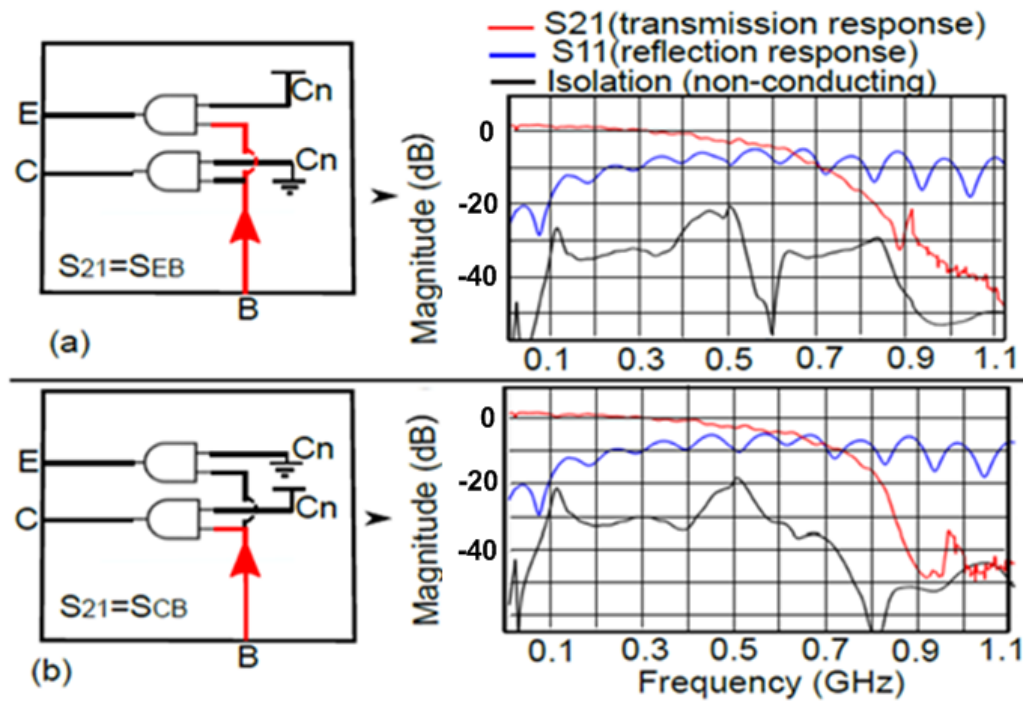 S21(transmission response)
S11(reflection response)
Isolation (non-conducting)
E
C
Cn
Cn
S21=SEB
B
(a)
Magnitude (dB)
0
-20
-40
0.1 0.3 0.5 0.7 0.9 1.1
E
C
Cn
Cn
S21=SCB
B
(b)
Magnitude (dB)
0
-20
-40
0.1 0.3 0.5 0.7 0.9 1.1
Frequency (GHz)